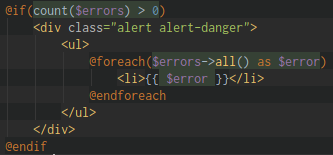 @if(count($errors) > 0)
<div class="alert alert-danger">
<ul>
@foreach($errors->all() as $error)
<li>{{ $error }}</li>
@endforeach
</ul>
</div>
@endif